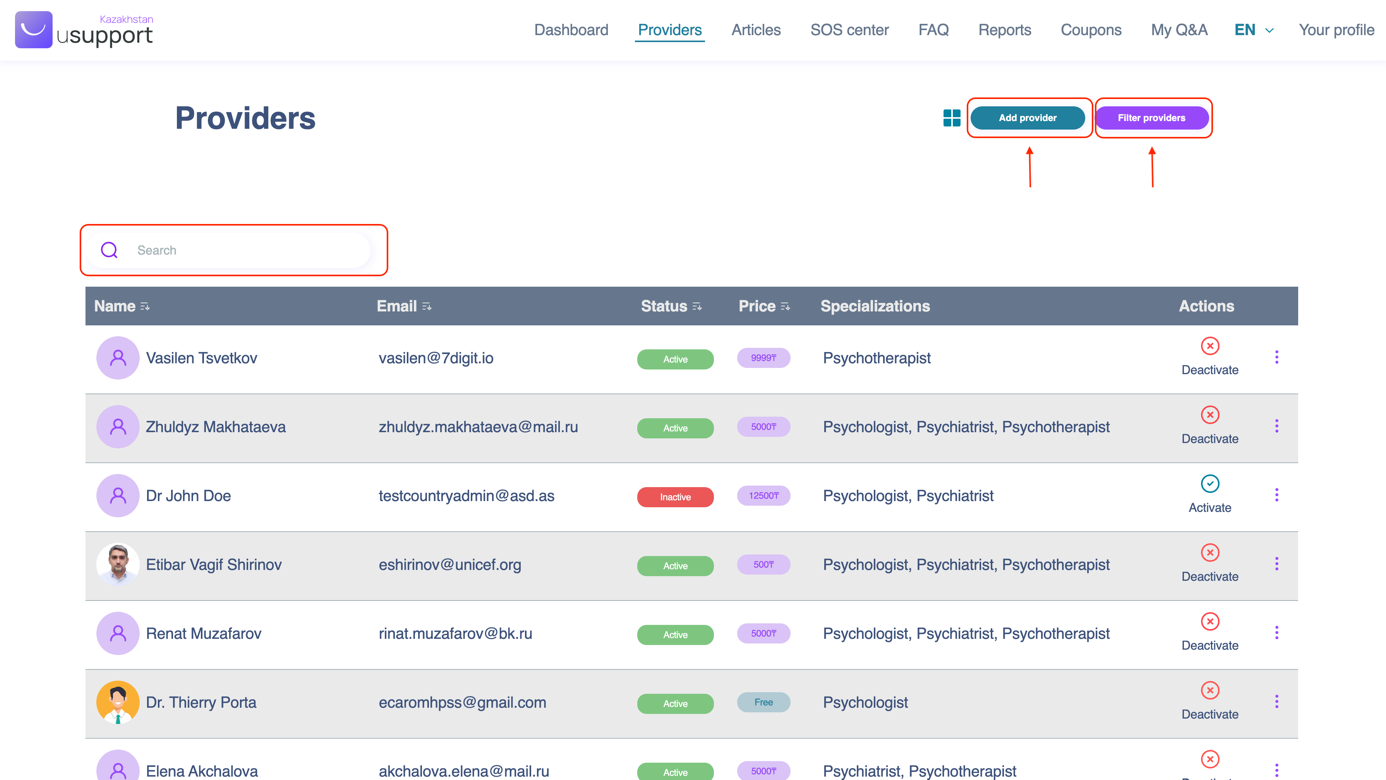 Kazakhstan
usupport
Dashboard Providers Articles SOS center FAQ Reports Coupons My Q&A EN Your profile
Providers
Add provider Filter providers
Search
Name Email Status Price Specializations Actions
Vasilen Tsvetkov vasilen@7digit.io Active 9999₸ Psychotherapist Deactivate
Zhuldyz Makhataeva zhuldyz.makhataeva@mail.ru Active 5000₸ Psychologist, Psychiatrist, Psychotherapist Deactivate
Dr John Doe testcountryadmin@asd.as Inactive 12500₸ Psychologist, Psychiatrist Activate
Etibar Vagif Shirinov eshirinov@unicef.org Active 500₸ Psychologist, Psychiatrist, Psychotherapist Deactivate
Renat Muzafarov rinat.muzafarov@bk.ru Active 5000₸ Psychologist, Psychiatrist, Psychotherapist Deactivate
Dr. Thierry Porta ecaromhpss@gmail.com Active Free Psychologist Deactivate
Elena Akchalova akchalova.elena@mail.ru Active 5000₸ Psychiatrist, Psychotherapist